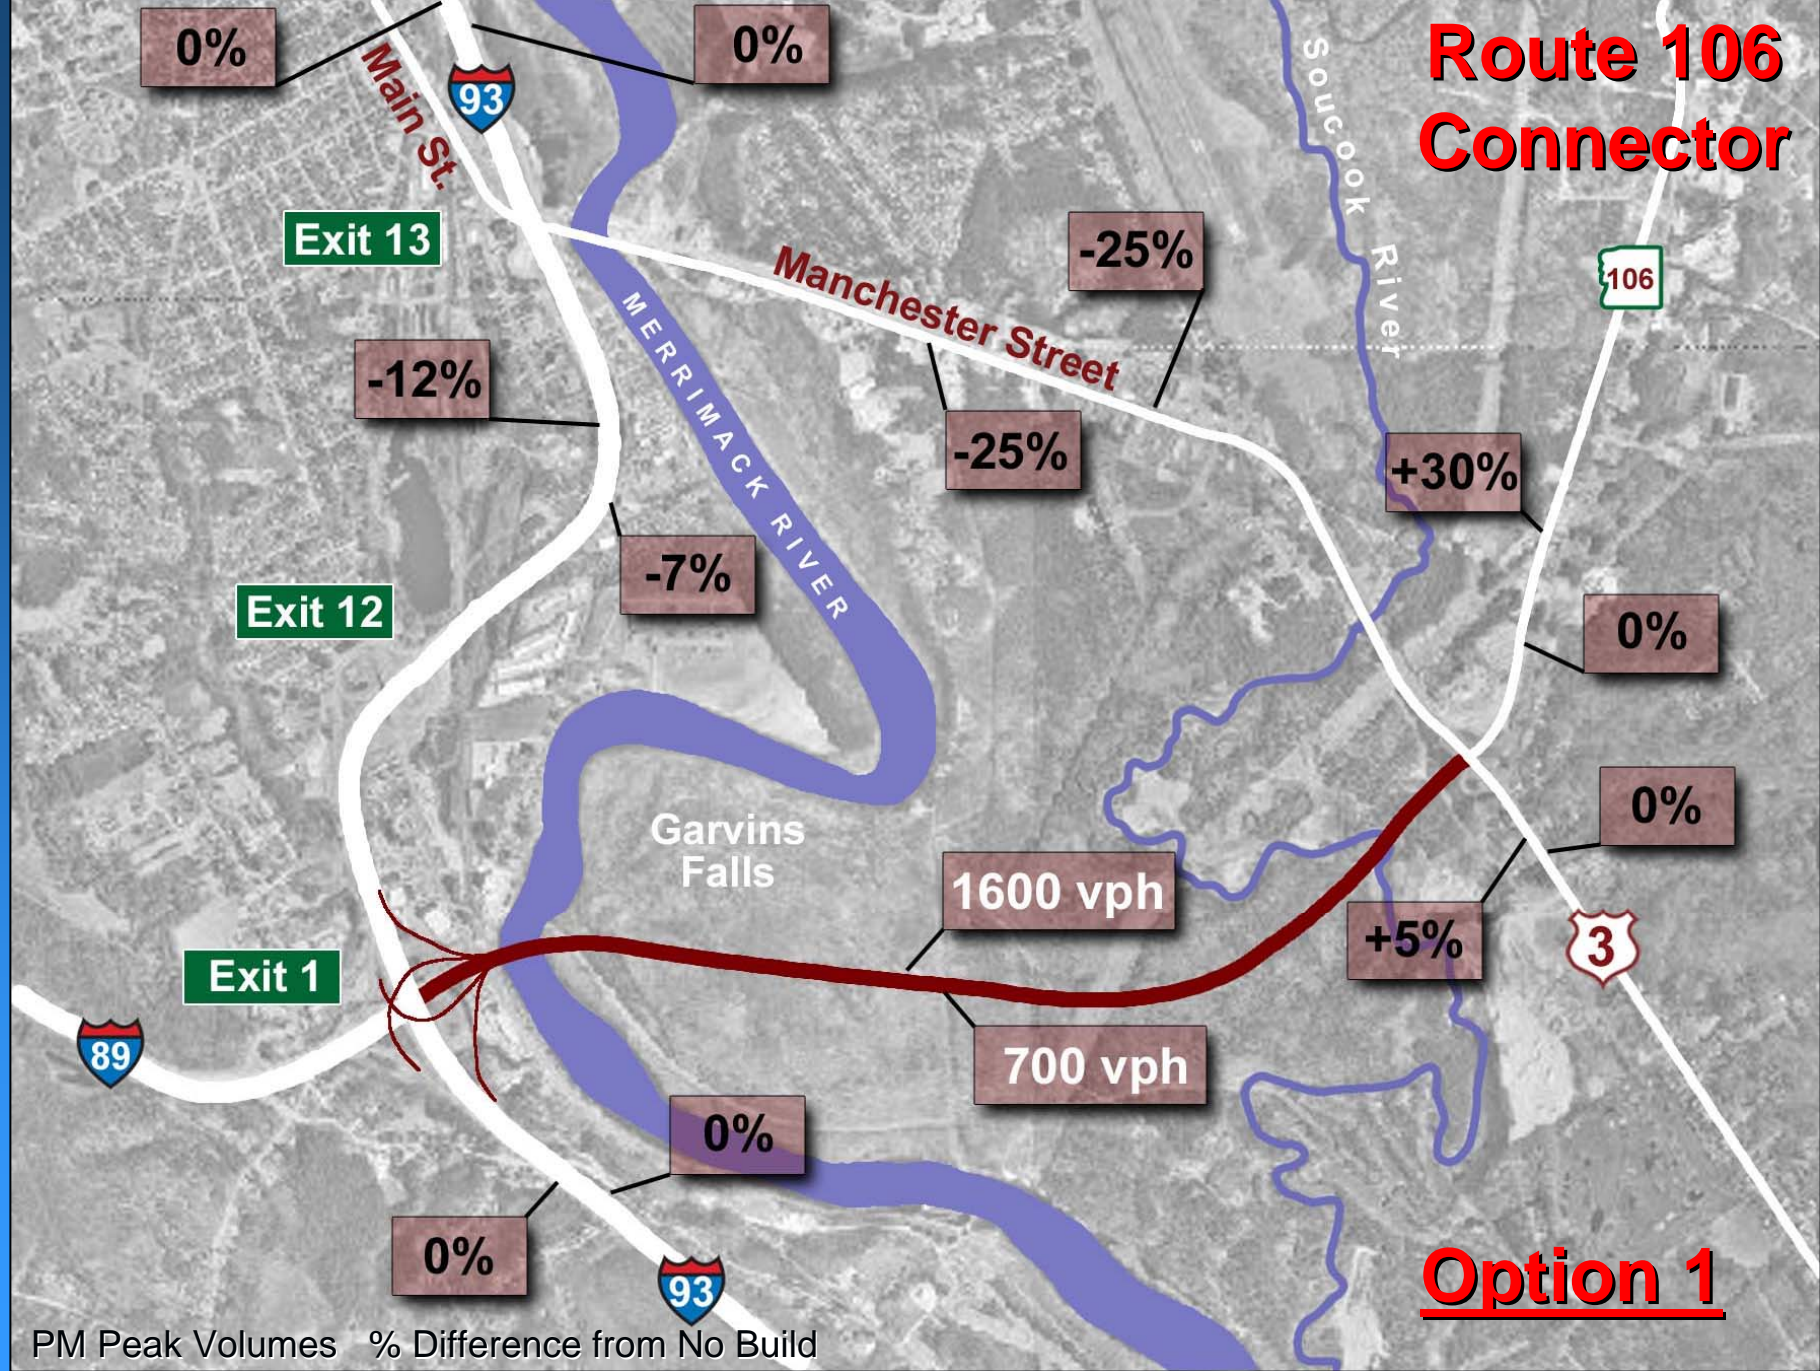 Route 106
Connector
0%
0%
Main St.
93
Soucook River
Exit 13
-25%
Manchester Street
106
MERRIMACK RIVER
-12%
-25%
+30%
-7%
Exit 12
0%
0%
Garvins
Falls
1600 vph
+5%
3
Exit 1
89
700 vph
0%
0%
93
Option 1
PM Peak Volumes % Difference from No Build